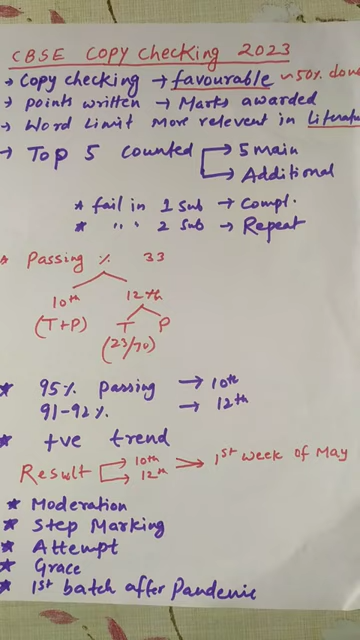 CBSE Copy Checking 2023
→ Copy checking → favourable ~50% done
→ points written → Marks awarded
→ Word Limit More relevent in Literatu
→ Top 5 counted → 5 main
→ Additional
* fail in 1 Sub → Compl.
* " " 2 Sub → Repeat
* Passing % 33
10th 12th
(T+P) T P
(23/70)
* 95% passing → 10th
91-92% → 12th
* +ve trend
Result → 10th → 1st week of May
→ 12th
* Moderation
* Step Marking
* Attempt
* Grace
* 1st batch after Pandemic